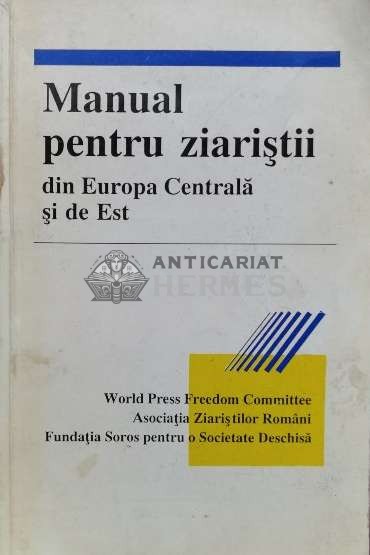 Manual
pentru ziariştii
din Europa Centrală
şi de Est
ANTICARIAT
HERMES
World Press Freedom Committee
Asociaţia Ziariştilor Români
Fundaţia Soros pentru o Societate Deschisă